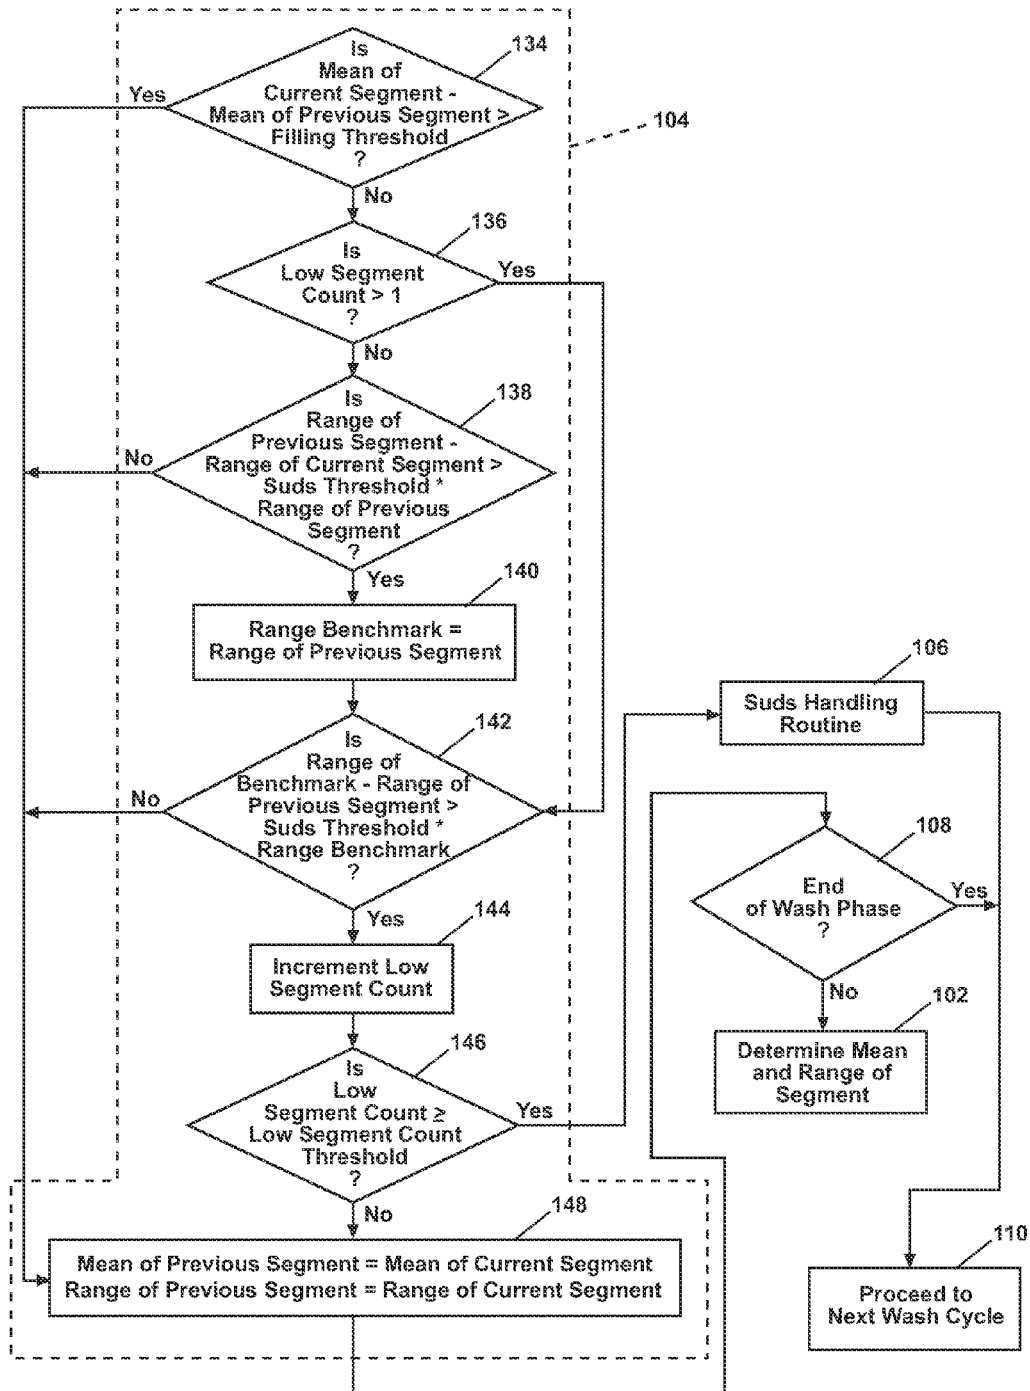 134
Is
Mean of
Current Segment -
Mean of Previous Segment >
Filling Threshold
?
Yes
104
No
136
Is
Low Segment
Count > 1
?
Yes
No
138
Is
Range of
Previous Segment -
Range of Current Segment >
Suds Threshold *
Range of Previous
Segment
?
No
Yes
140
Range Benchmark =
Range of Previous Segment
142
Is
Range of
Benchmark - Range of
Previous Segment >
Suds Threshold *
Range Benchmark
?
No
Yes
144
Increment Low
Segment Count
146
Is
Low
Segment Count ≥
Low Segment Count
Threshold
?
Yes
No
148
Mean of Previous Segment = Mean of Current Segment
Range of Previous Segment = Range of Current Segment
106
Suds Handling
Routine
108
End
of Wash Phase
?
Yes
No
102
Determine Mean
and Range of
Segment
110
Proceed to
Next Wash Cycle